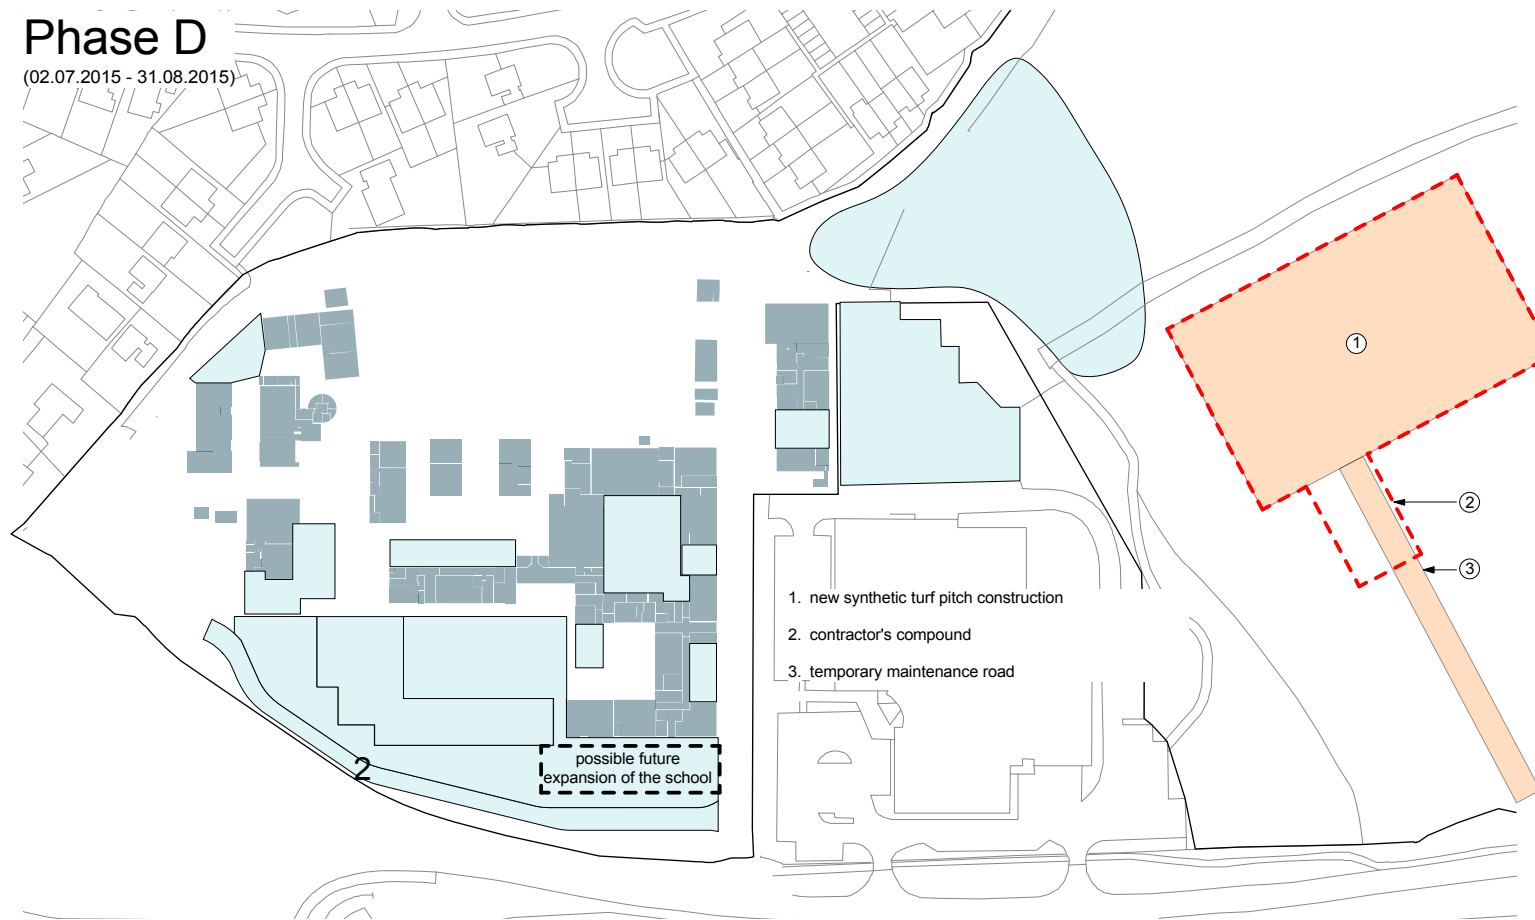 Phase D
(02.07.2015 - 31.08.2015)
1
2
3
1. new synthetic turf pitch construction
2. contractor's compound
3. temporary maintenance road
possible future
expansion of the school
2